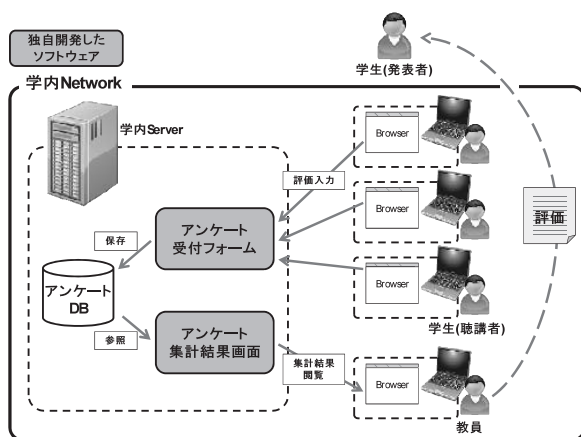 独自開発した
ソフトウェア
学生(発表者)
学内Network
学内Server
Browser
評価入力
Browser
評価
アンケート
受付フォーム
保存
Browser
アンケート
DB
学生(聴講者)
参照
アンケート
集計結果画面
集計結果
閲覧
Browser
教員